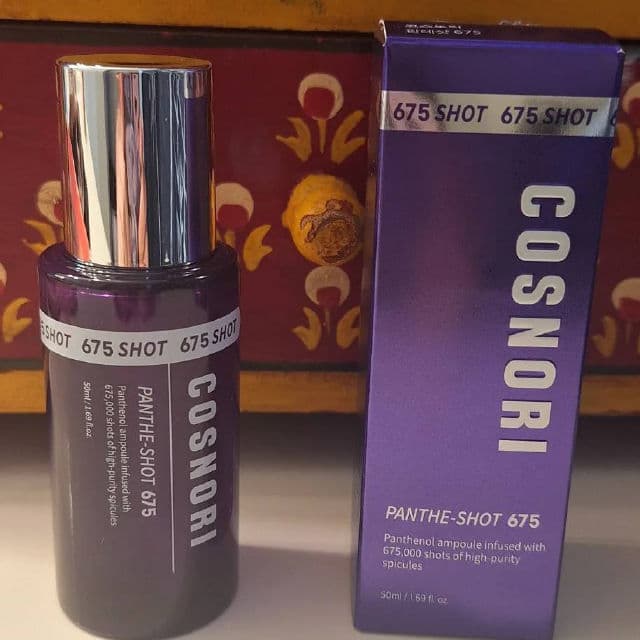 5 SHOT 675 SHOT 675 SHOT
COSNORI
PANTHE-SHOT 675
Panthenol ampoule infused with
675,000 shots of high-purity spicules
50ml / 1.69 fl oz
675 SHOT 675 SHOT
COSNORI
PANTHE-SHOT 675
Panthenol ampoule infused with
675,000 shots of high-purity
spicules
50ml / 1.69 fl oz